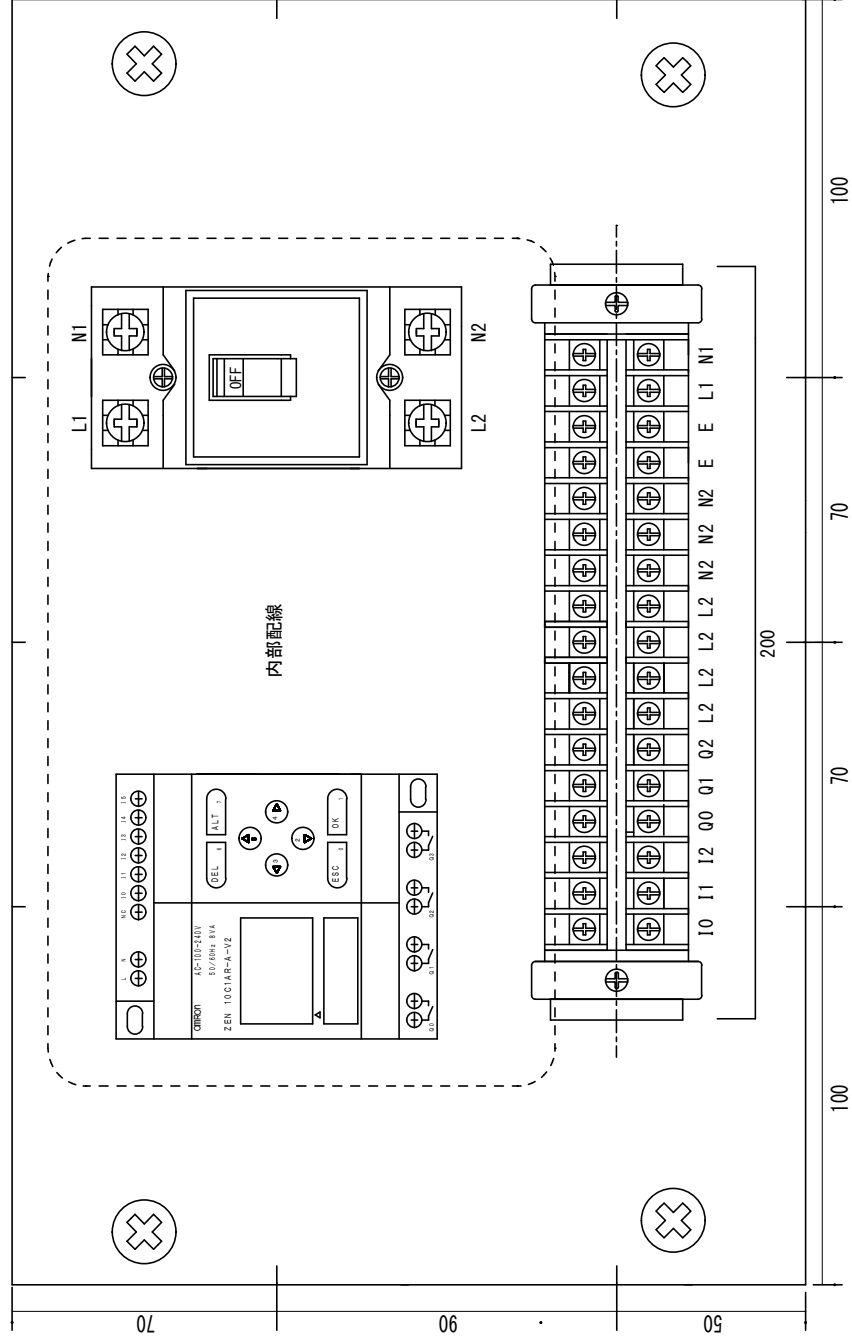 L N NC I0 I1 I2 I3 I4 I5
omron AC-100-240V
50/60Hz 8VA
ZEN 10C1AR-A-V2
DEL ALT
3 4
2
ESC OK
Q0 Q1 Q2 Q3
内部配線
L1 N1
OFF
L2 N2
I0 I1 I2 Q0 Q1 Q2 L2 L2 L2 L2 N2 N2 N2 E E L1 N1
200
100 70 70 100
70
90
50